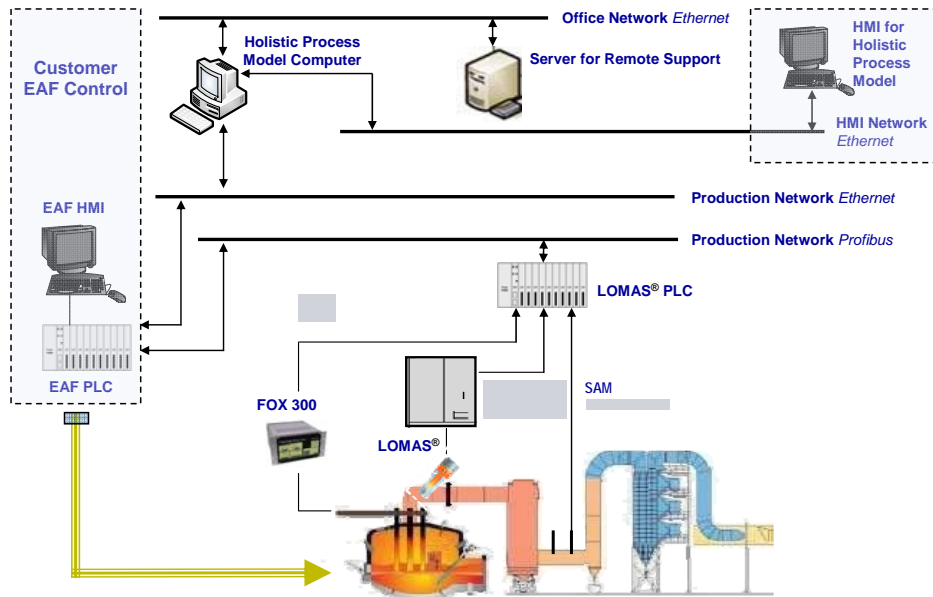 Office Network Ethernet
Customer
EAF Control
Holistic Process
Model Computer
Server for Remote Support
HMI for
Holistic
Process
Model
HMI Network
Ethernet
Production Network Ethernet
EAF HMI
Production Network Profibus
LOMAS® PLC
EAF PLC
FOX 300
SAM
LOMAS®